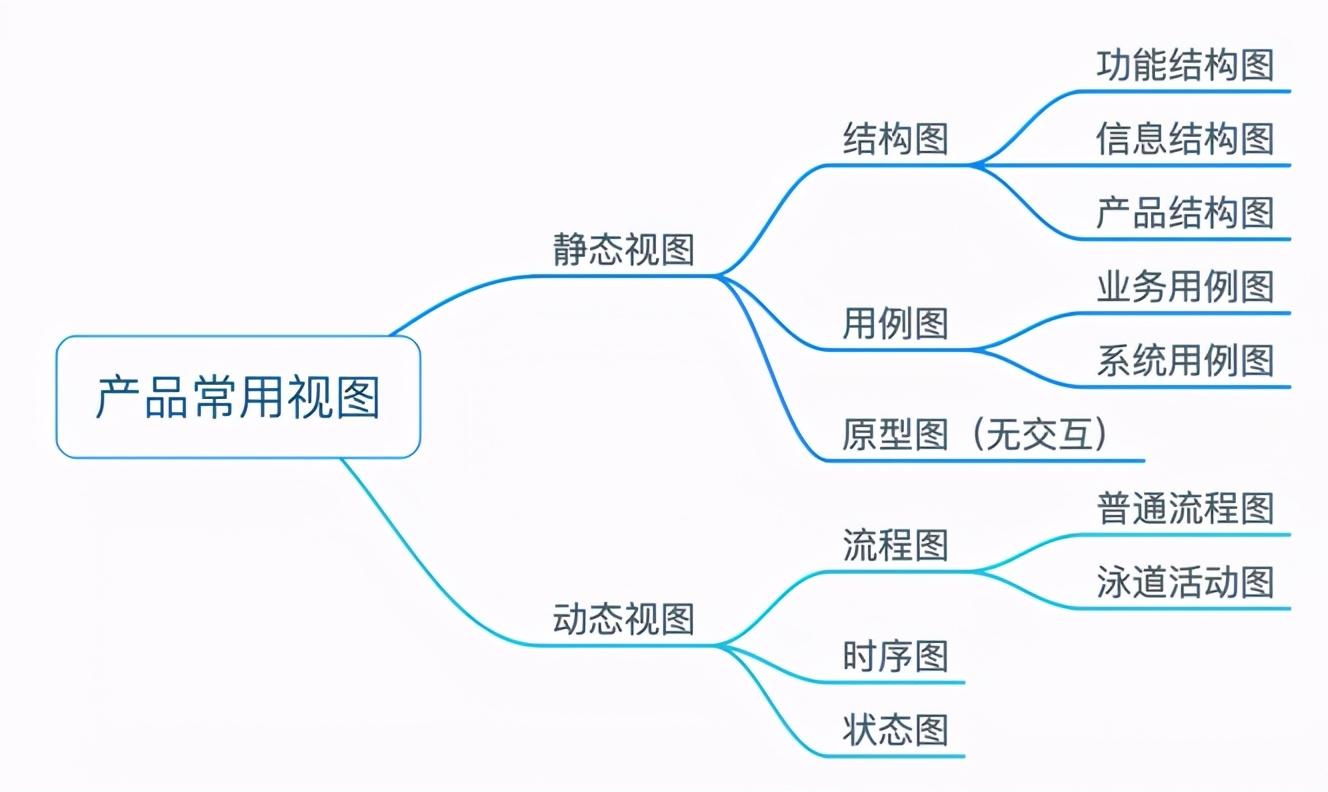 产品常用视图
静态视图
结构图
功能结构图
信息结构图
产品结构图
用例图
业务用例图
系统用例图
原型图（无交互）
动态视图
流程图
普通流程图
泳道活动图
时序图
状态图